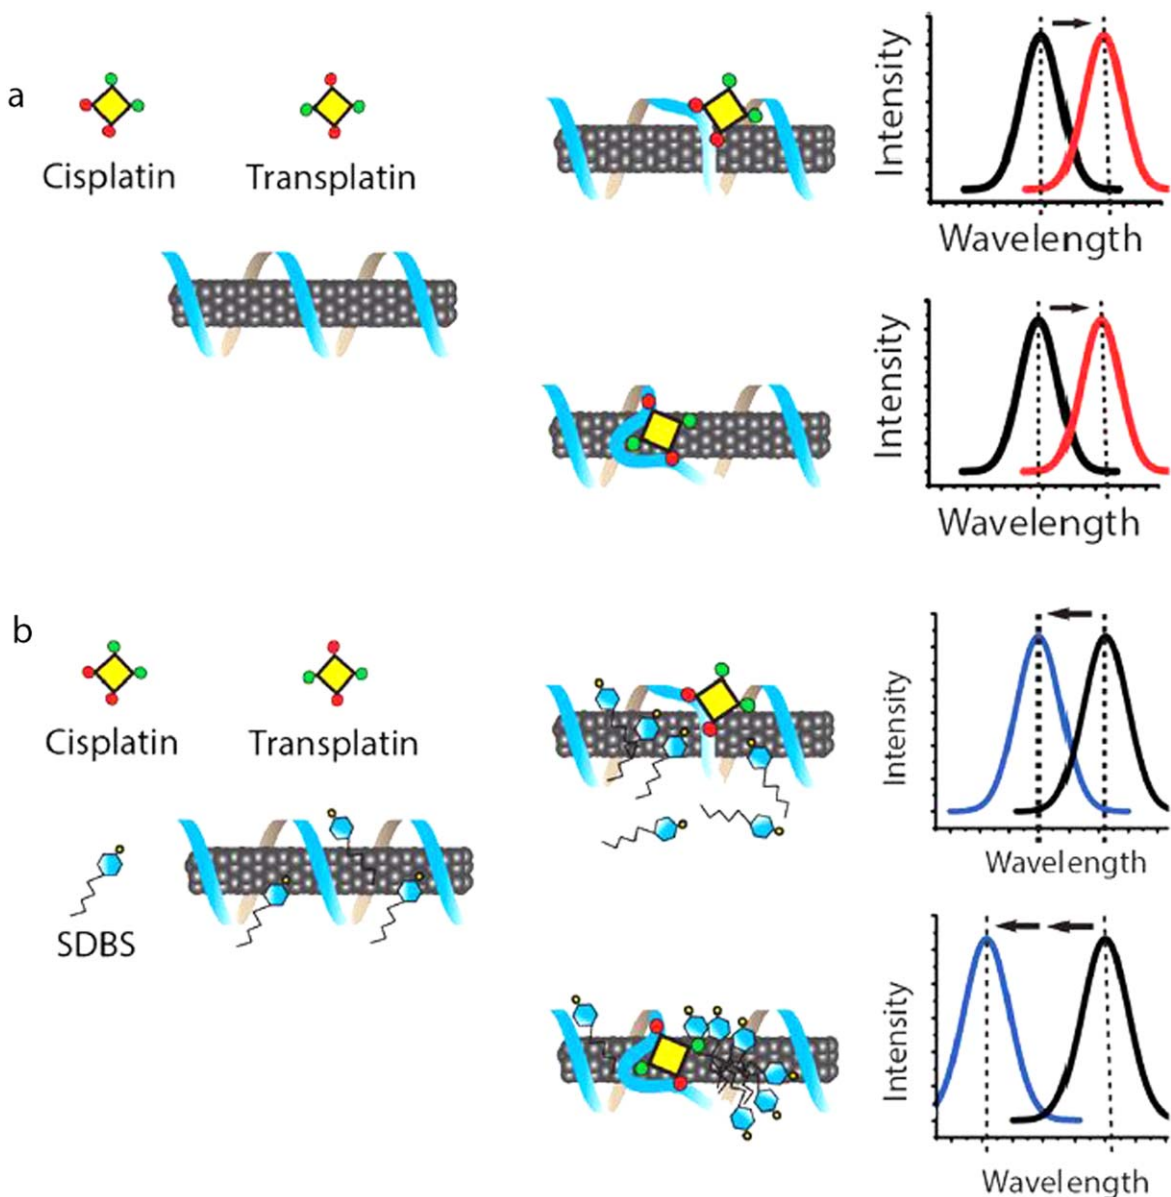 a
Cisplatin
Transplatin
Intensity
Wavelength
Intensity
Wavelength
b
Cisplatin
Transplatin
SDBS
Intensity
Wavelength
Intensity
Wavelength